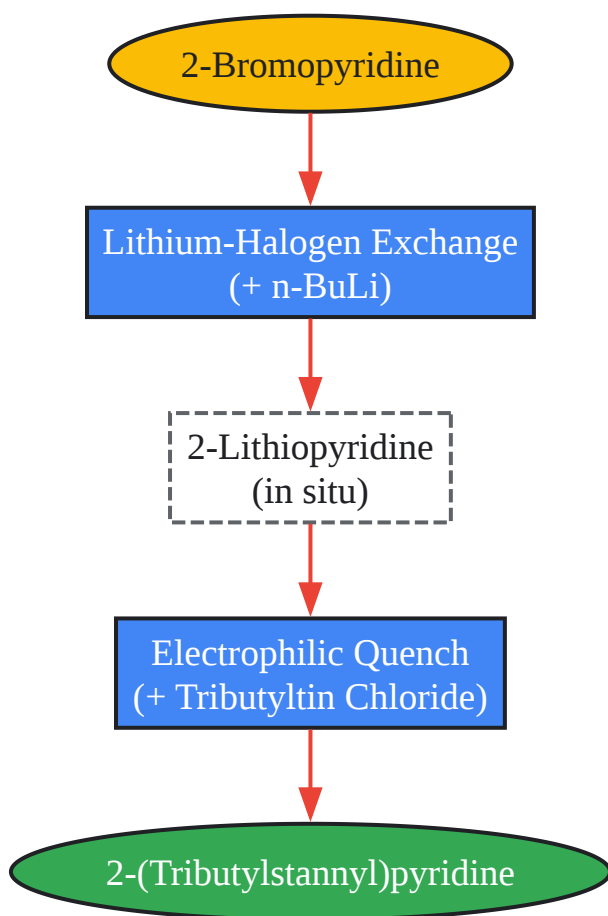 2-Bromopyridine
Lithium-Halogen Exchange
(+ n-BuLi)
2-Lithiopyridine
(in situ)
Electrophilic Quench
(+ Tributyltin Chloride)
2-(Tributylstannyl)pyridine